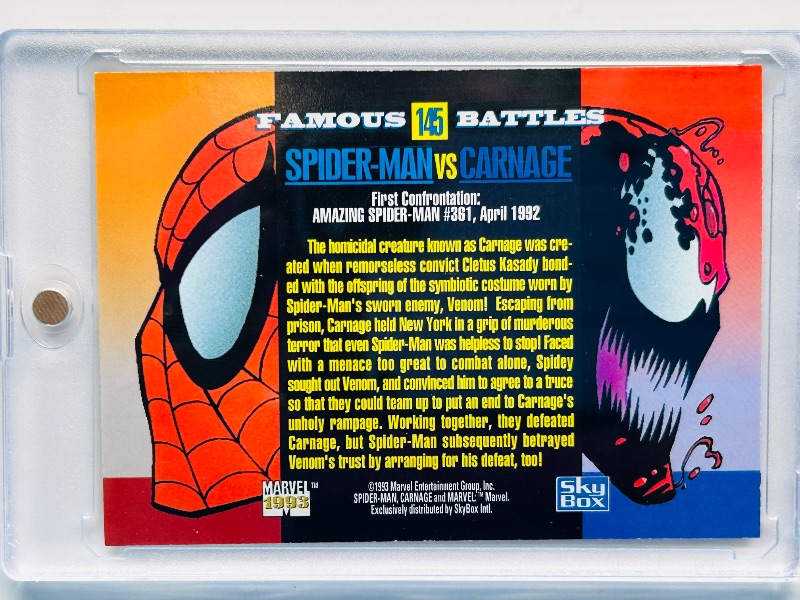 FAMOUS 145 BATTLES
SPIDER-MAN VS CARNAGE
First Confrontation:
AMAZING SPIDER-MAN #361, April 1992
The homicidal creature known as Carnage was cre-
ated when remorseless convict Cletus Kasady bond-
ed with the offspring of the symbiotic costume worn by
Spider-Man's sworn enemy, Venom! Escaping from
prison, Carnage held New York in a grip of murderous
terror that even Spider-Man was helpless to stop! Faced
with a menace too great to combat alone, Spidey
sought out Venom, and convinced him to agree to a truce
so that they could team up to put an end to Carnage's
unholy rampage. Working together, they defeated
Carnage, but Spider-Man subsequently betrayed
Venom's trust by arranging for his defeat, too!
MARVEL™
1993
©1993 Marvel Entertainment Group, Inc.
SPIDER-MAN, CARNAGE and MARVEL™ Marvel.
Exclusively distributed by SkyBox Intl.
Sky
Box